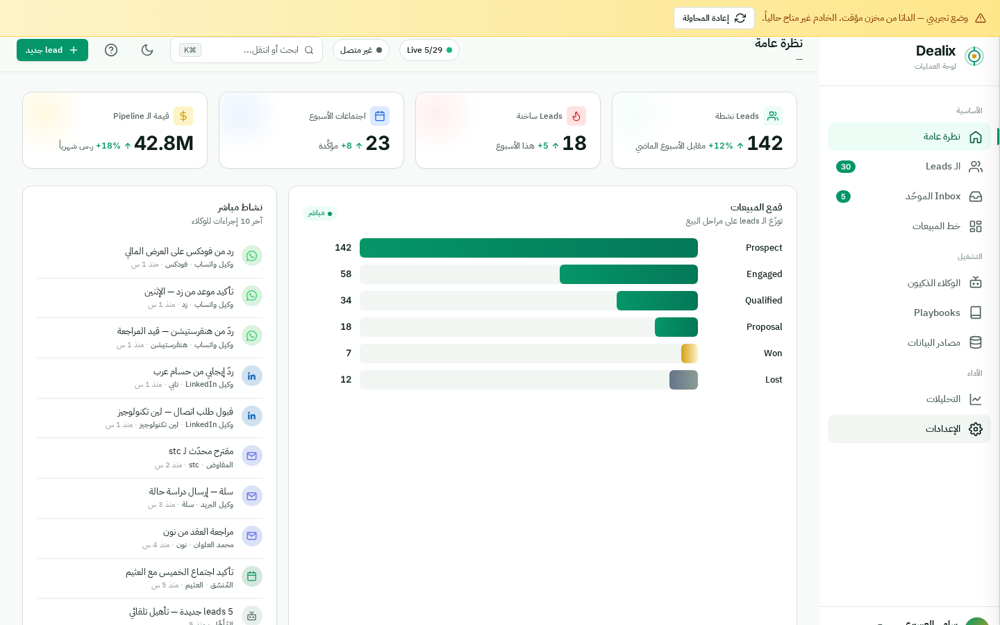 وضع تجريبي — الداتا من مخزن مؤقت. الخادم غير متاح حالياً.
إعادة المحاولة
Dealix
لوحة العمليات
الأساسية
نظرة عامة
الـ Leads
30
Inbox الموحّد
5
خط المبيعات
التشغيل
الوكلاء الذكيون
Playbooks
مصادر البيانات
الأداء
التحليلات
الإعدادات
نظرة عامة
—
Live 5/29
غير متصل
ابحث أو انتقل...
⌘K
lead جديد
Leads نشطة
142
+12% مقابل الأسبوع الماضي
Leads ساخنة
18
+5 هذا الأسبوع
اجتماعات الأسبوع
23
+8 مؤكَّدة
قيمة الـ Pipeline
42.8M
+18% ر.س شهرياً
قمع المبيعات
توزّع الـ leads على مراحل البيع
مباشر
Prospect 142
Engaged 58
Qualified 34
Proposal 18
Won 7
Lost 12
نشاط مباشر
آخر 10 إجراءات للوكلاء
رد من فودكس على العرض المالي
وكيل واتساب · فودكس · منذ 1 س
تأكيد موعد من زد — الإثنين
وكيل واتساب · زد · منذ 1 س
ردّ من هنقرستيشن — قيد المراجعة
وكيل واتساب · هنقرستيشن · منذ 1 س
ردّ إيجابي من حسام عرب
وكيل LinkedIn · تابي · منذ 1 س
قبول طلب اتصال — لين تكنولوجيز
وكيل LinkedIn · لين تكنولوجيز · منذ 1 س
مقترح محدّث لـ stc
المفاوض · stc · منذ 2 س
سلة — إرسال دراسة حالة
وكيل البريد · سلة · منذ 3 س
مراجعة العقد من نون
محمد العلوان · نون · منذ 4 س
تأكيد اجتماع الخميس مع العثيم
المُنسّق · العثيم · منذ 5 س
5 leads جديدة — تأهيل تلقائي